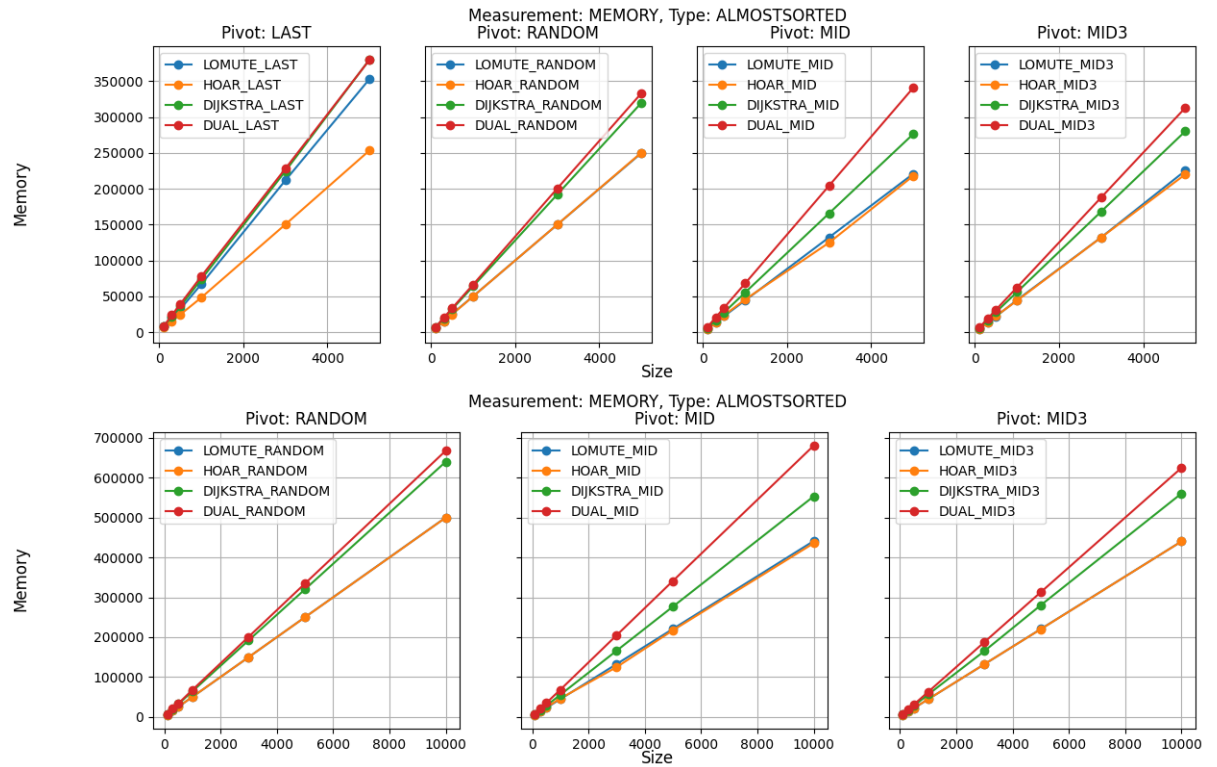 Measurement: MEMORY, Type: ALMOSTSORTED
Pivot: LAST
Pivot: RANDOM
Pivot: MID
Pivot: MID3
LOMUTE_LAST
HOAR_LAST
DIJKSTRA_LAST
DUAL_LAST
LOMUTE_RANDOM
HOAR_RANDOM
DIJKSTRA_RANDOM
DUAL_RANDOM
LOMUTE_MID
HOAR_MID
DIJKSTRA_MID
DUAL_MID
LOMUTE_MID3
HOAR_MID3
DIJKSTRA_MID3
DUAL_MID3
Memory
350000
300000
250000
200000
150000
100000
50000
0
0 2000 4000
0 2000 4000
0 2000 4000
0 2000 4000
Size
Measurement: MEMORY, Type: ALMOSTSORTED
Pivot: RANDOM
Pivot: MID
Pivot: MID3
LOMUTE_RANDOM
HOAR_RANDOM
DIJKSTRA_RANDOM
DUAL_RANDOM
LOMUTE_MID
HOAR_MID
DIJKSTRA_MID
DUAL_MID
LOMUTE_MID3
HOAR_MID3
DIJKSTRA_MID3
DUAL_MID3
Memory
700000
600000
500000
400000
300000
200000
100000
0
0 2000 4000 6000 8000 10000
0 2000 4000 6000 8000 10000
0 2000 4000 6000 8000 10000
Size